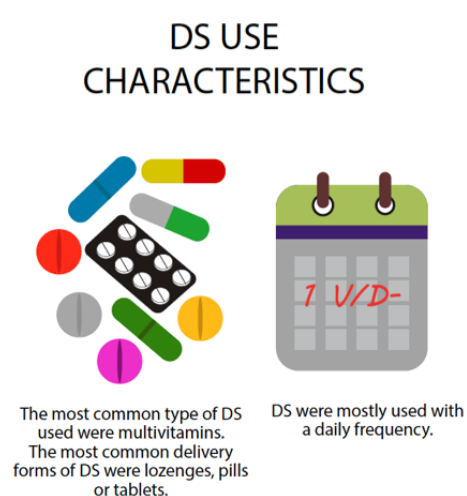 DS USE
CHARACTERISTICS
1 V/D-
The most common type of DS
used were multivitamins.
The most common delivery
forms of DS were lozenges, pills
or tablets.
DS were mostly used with
a daily frequency.